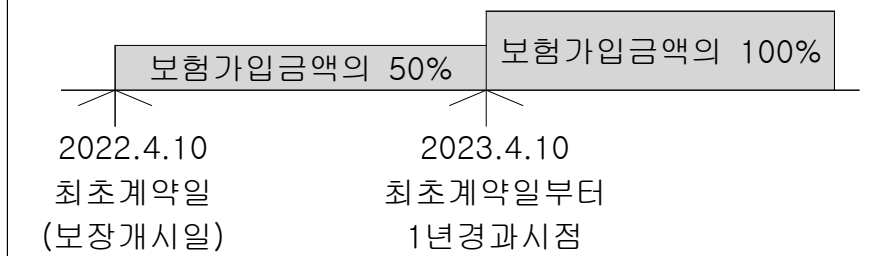 보험가입금액의 50%
보험가입금액의 100%
2022.4.10
최초계약일
(보장개시일)
2023.4.10
최초계약일부터
1년경과시점